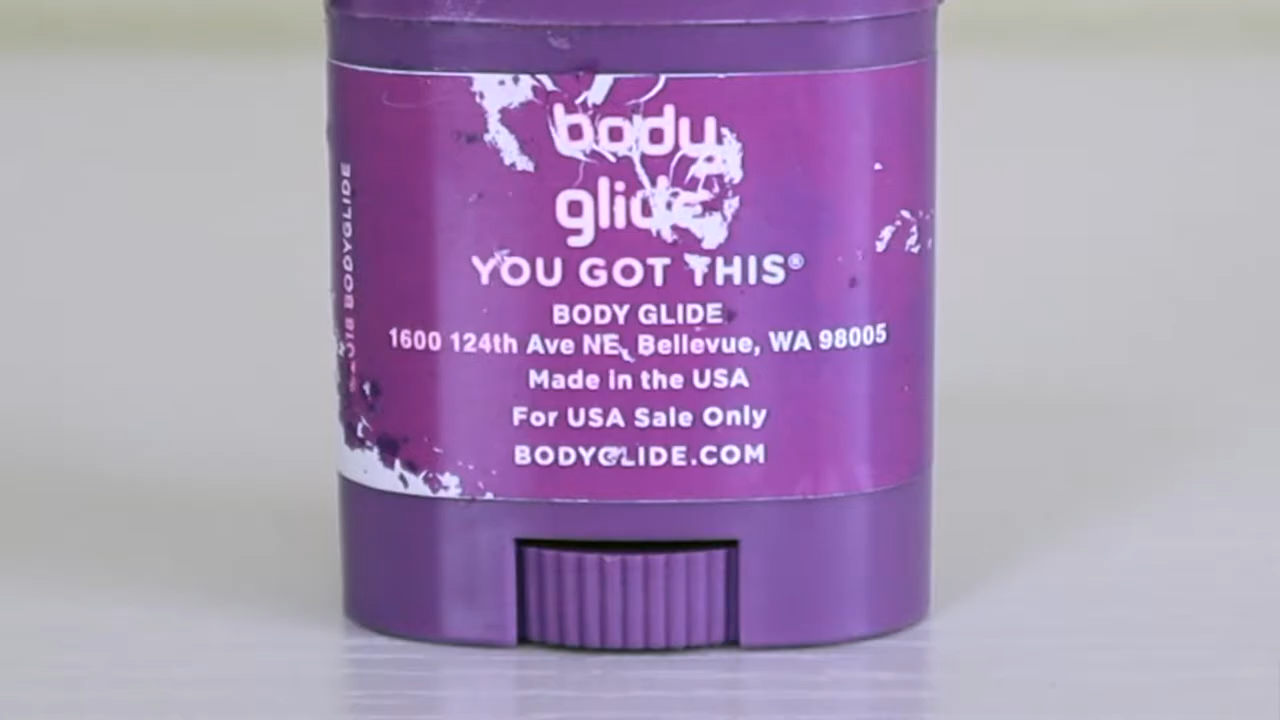 body
glide
YOU GOT THIS®
BODY GLIDE
1600 124th Ave NE, Bellevue, WA 98005
Made in the USA
For USA Sale Only
BODYGLIDE.COM
BODYGLIDE